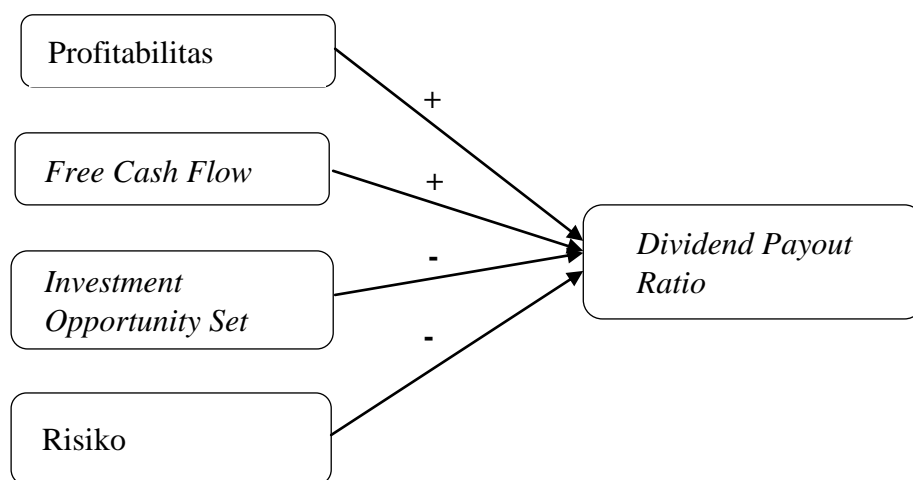 Profitabilitas
+
Free Cash Flow
+
Dividend Payout
Ratio
-
Investment
Opportunity Set
-
Risiko